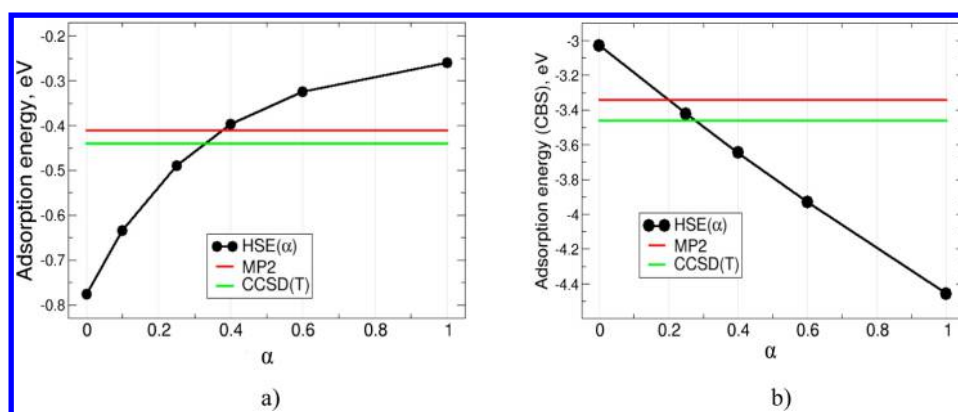 -0.2
-0.3
-0.4
-0.5
-0.6
-0.7
-0.8
Adsorption energy, eV
HSE(α)
MP2
CCSD(T)
0 0.2 0.4 0.6 0.8 1
α
a)
-3
-3.2
-3.4
-3.6
-3.8
-4
-4.2
-4.4
Adsorption energy (CBS), eV
HSE(α)
MP2
CCSD(T)
0 0.2 0.4 0.6 0.8 1
α
b)